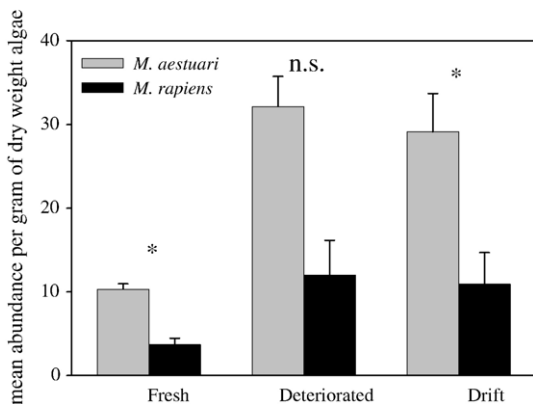 mean abundance per gram of dry weight algae
40
30
20
10
0
M. aestuari
M. rapiens
*
n.s.
*
Fresh
Deteriorated
Drift